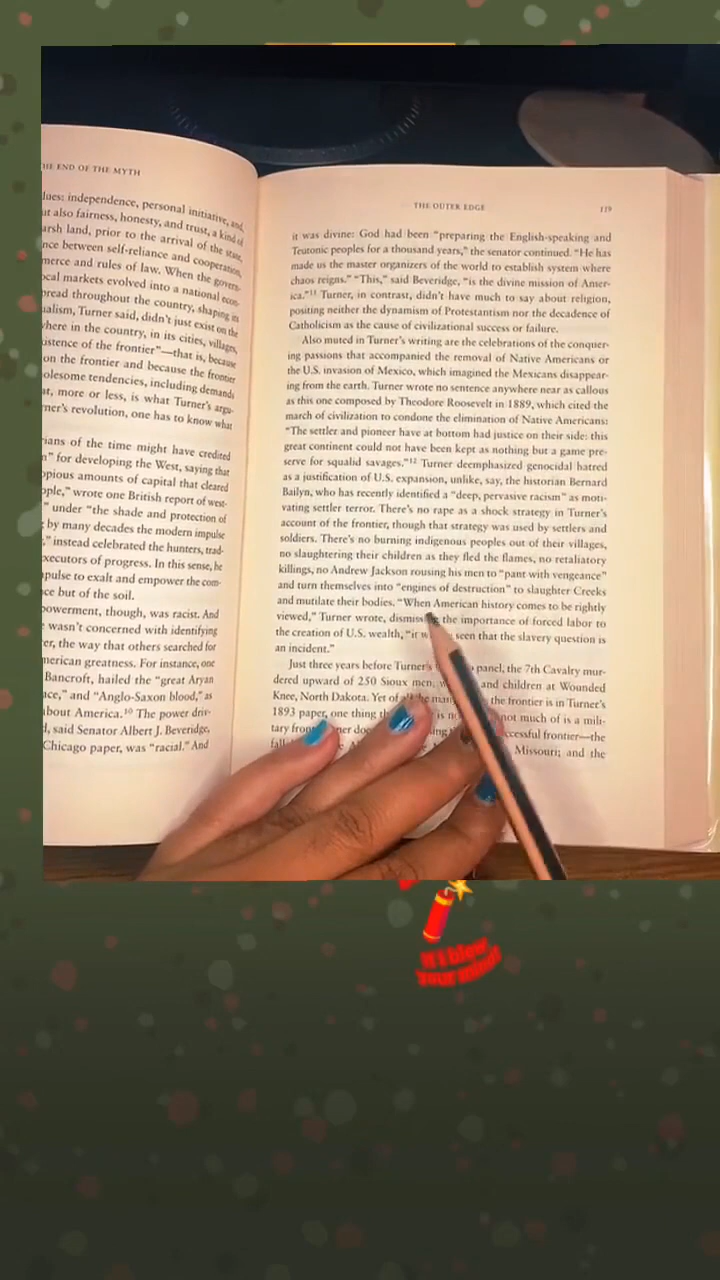 THE END OF THE MYTH
lues: independence, personal initiative, and,
ut also fairness, honesty, and trust, a kind of
arsh land, prior to the arrival of the state,
nce between self-reliance and cooperation,
merce and rules of law. When the govern-
ocal markets evolved into a national econ-
pread throughout the country, shaping its
ualism, Turner said, didn't just exist on the
where in the country, in its cities, villages,
istence of the frontier"—that is, because
on the frontier and because the frontier
olesome tendencies, including demands
at, more or less, is what Turner's argu-
rner's revolution, one has to know what
rians of the time might have credited
n" for developing the West, saying that
opious amounts of capital that cleared
ople," wrote one British report of west-
" under "the shade and protection of
by many decades the modern impulse
," instead celebrated the hunters, trad-
executors of progress. In this sense, he
mpulse to exalt and empower the com-
ce but of the soil.
powerment, though, was racist. And
wasn't concerned with identifying
er, the way that others searched for
merican greatness. For instance, one
Bancroft, hailed the "great Aryan
ace," and "Anglo-Saxon blood," as
about America.10 The power driv-
d, said Senator Albert J. Beveridge,
Chicago paper, was "racial." And
THE OUTER EDGE 119
it was divine: God had been "preparing the English-speaking and
Teutonic peoples for a thousand years," the senator continued. "He has
made us the master organizers of the world to establish system where
chaos reigns." "This," said Beveridge, "is the divine mission of Amer-
ica."11 Turner, in contrast, didn't have much to say about religion,
positing neither the dynamism of Protestantism nor the decadence of
Catholicism as the cause of civilizational success or failure.
Also muted in Turner's writing are the celebrations of the conquer-
ing passions that accompanied the removal of Native Americans or
the U.S. invasion of Mexico, which imagined the Mexicans disappear-
ing from the earth. Turner wrote no sentence anywhere near as callous
as this one composed by Theodore Roosevelt in 1889, which cited the
march of civilization to condone the elimination of Native Americans:
"The settler and pioneer have at bottom had justice on their side: this
great continent could not have been kept as nothing but a game pre-
serve for squalid savages."12 Turner deemphasized genocidal hatred
as a justification of U.S. expansion, unlike, say, the historian Bernard
Bailyn, who has recently identified a "deep, pervasive racism" as moti-
vating settler terror. There's no rape as a shock strategy in Turner's
account of the frontier, though that strategy was used by settlers and
soldiers. There's no burning indigenous peoples out of their villages,
no slaughtering their children as they fled the flames, no retaliatory
killings, no Andrew Jackson rousing his men to "pant with vengeance"
and turn themselves into "engines of destruction" to slaughter Creeks
and mutilate their bodies. "When American history comes to be rightly
viewed," Turner wrote, dismissing the importance of forced labor to
the creation of U.S. wealth, "it seen that the slavery question is
an incident."
Just three years before Turner's panel, the 7th Cavalry mur-
dered upward of 250 Sioux men, and children at Wounded
Knee, North Dakota. Yet of the frontier is in Turner's
1893 paper, one thing is not much of is a mili-
tary successful frontier—the
fall Missouri; and the
It'll blow
your mind!